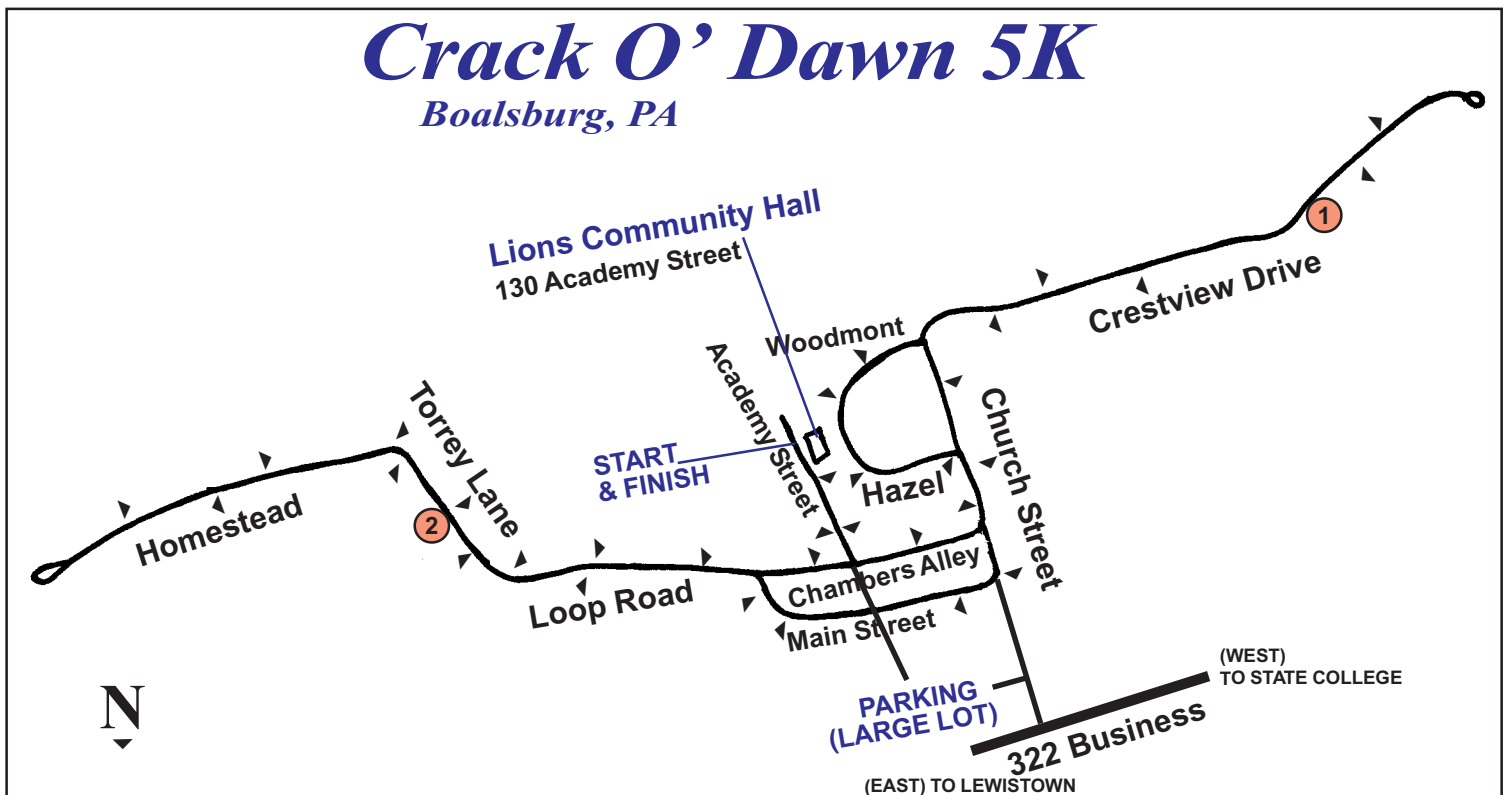 Crack O’ Dawn 5K
Boalsburg, PA
Lions Community Hall
130 Academy Street
1
Crestview Drive
Woodmont
Academy Street
Torrey Lane
Church Street
START
& FINISH
Hazel
Homestead
2
Chambers Alley
Loop Road
Main Street
N
PARKING
(LARGE LOT)
(WEST)
TO STATE COLLEGE
322 Business
(EAST) TO LEWISTOWN